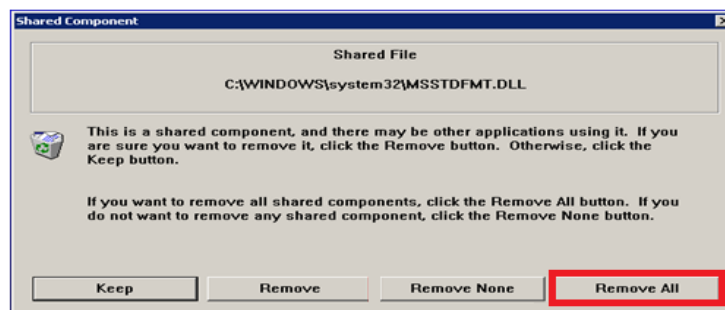 Shared Component
Shared File
C:\WINDOWS\system32\MSSTDFMT.DLL
This is a shared component, and there may be other applications using it. If you
are sure you want to remove it, click the Remove button. Otherwise, click the
Keep button.
If you want to remove all shared components, click the Remove All button. If you
do not want to remove any shared component, click the Remove None button.
Keep Remove Remove None Remove All